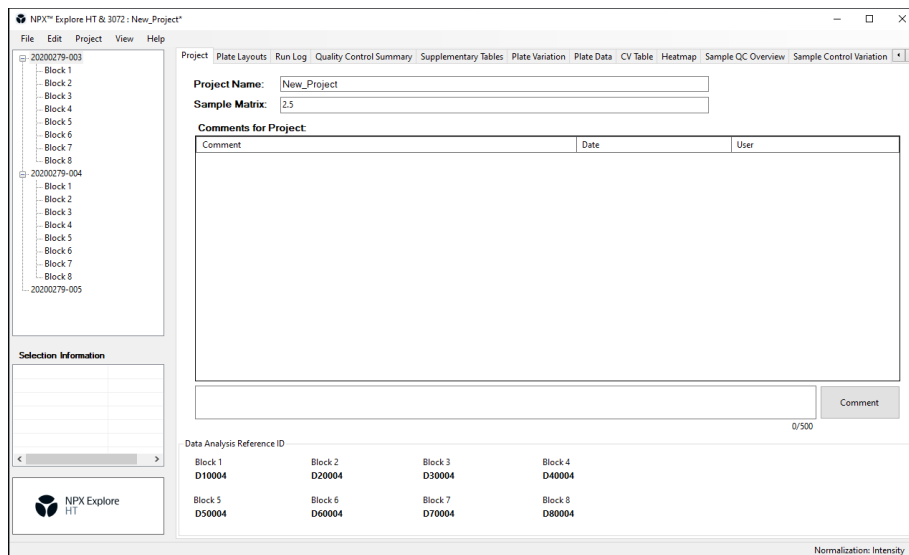 NPX™ Explore HT & 3072 : New_Project*
File Edit Project View Help
20200279-003
Block 1
Block 2
Block 3
Block 4
Block 5
Block 6
Block 7
Block 8
20200279-004
Block 1
Block 2
Block 3
Block 4
Block 5
Block 6
Block 7
Block 8
20200279-005
Selection Information
NPX Explore
HT
Project Plate Layouts Run Log Quality Control Summary Supplementary Tables Plate Variation Plate Data CV Table Heatmap Sample QC Overview Sample Control Variation
Project Name: New_Project
Sample Matrix: 2.5
Comments for Project:
Comment Date User
Comment
0/500
Data Analysis Reference ID
Block 1 Block 2 Block 3 Block 4
D10004 D20004 D30004 D40004
Block 5 Block 6 Block 7 Block 8
D50004 D60004 D70004 D80004
Normalization: Intensity